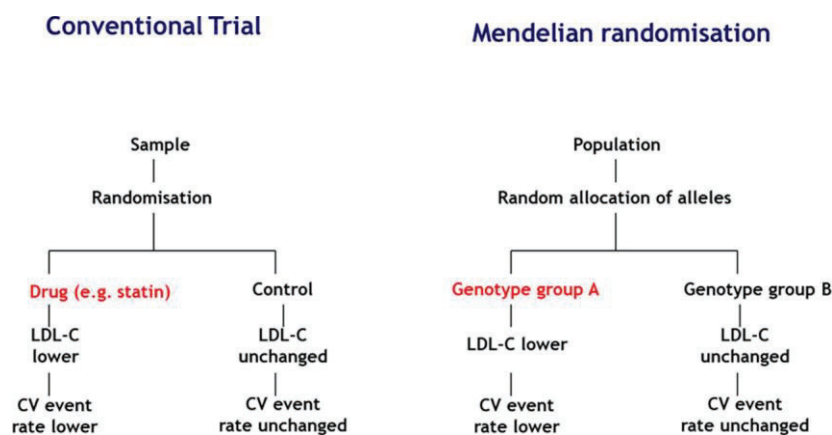 Conventional Trial
Sample
Randomisation
Drug (e.g. statin)
Control
LDL-C
lower
LDL-C
unchanged
CV event
rate lower
CV event
rate unchanged
Mendelian randomisation
Population
Random allocation of alleles
Genotype group A
Genotype group B
LDL-C lower
LDL-C
unchanged
CV event
rate lower
CV event
rate unchanged